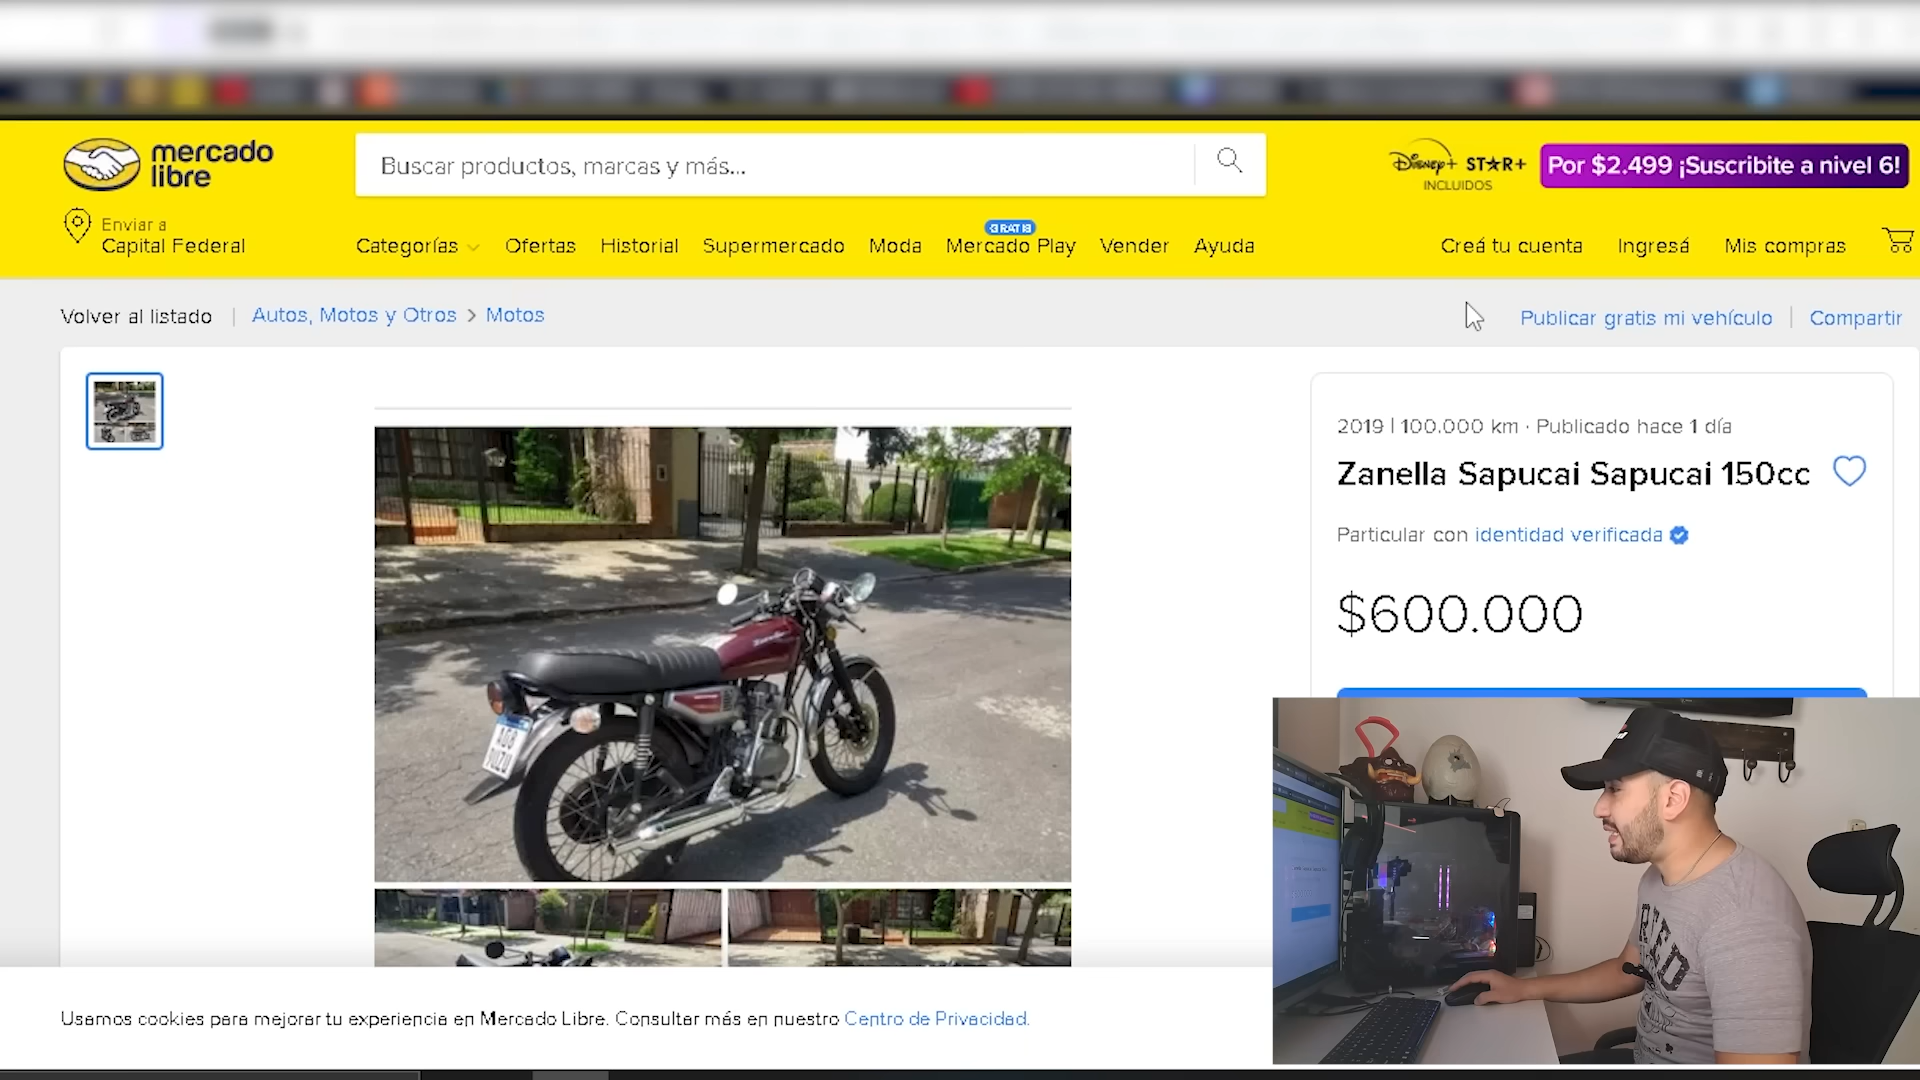 mercado
libre
Buscar productos, marcas y más...
Disney+ STAR+
INCLUIDOS
Por $2.499 ¡Suscribite a nivel 6!
Enviar a
Capital Federal
GRATIS
Categorías Ofertas Historial Supermercado Moda Mercado Play Vender Ayuda
Creá tu cuenta Ingresá Mis compras
Volver al listado | Autos, Motos y Otros > Motos
Publicar gratis mi vehículo | Compartir
2019 | 100.000 km · Publicado hace 1 día
Zanella Sapucai Sapucai 150cc
Particular con identidad verificada
$600.000
Usamos cookies para mejorar tu experiencia en Mercado Libre. Consultar más en nuestro Centro de Privacidad.